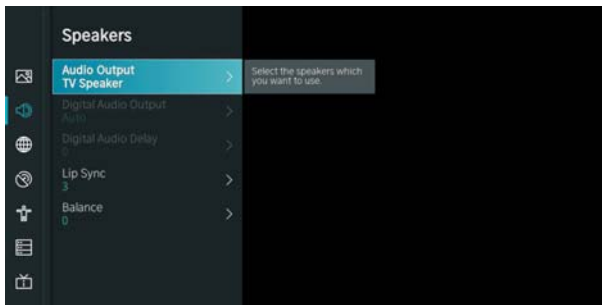 Speakers
Audio Output
TV Speaker
Select the speakers which
you want to use.
Digital Audio Output
Auto
Digital Audio Delay
0
Lip Sync
3
Balance
0